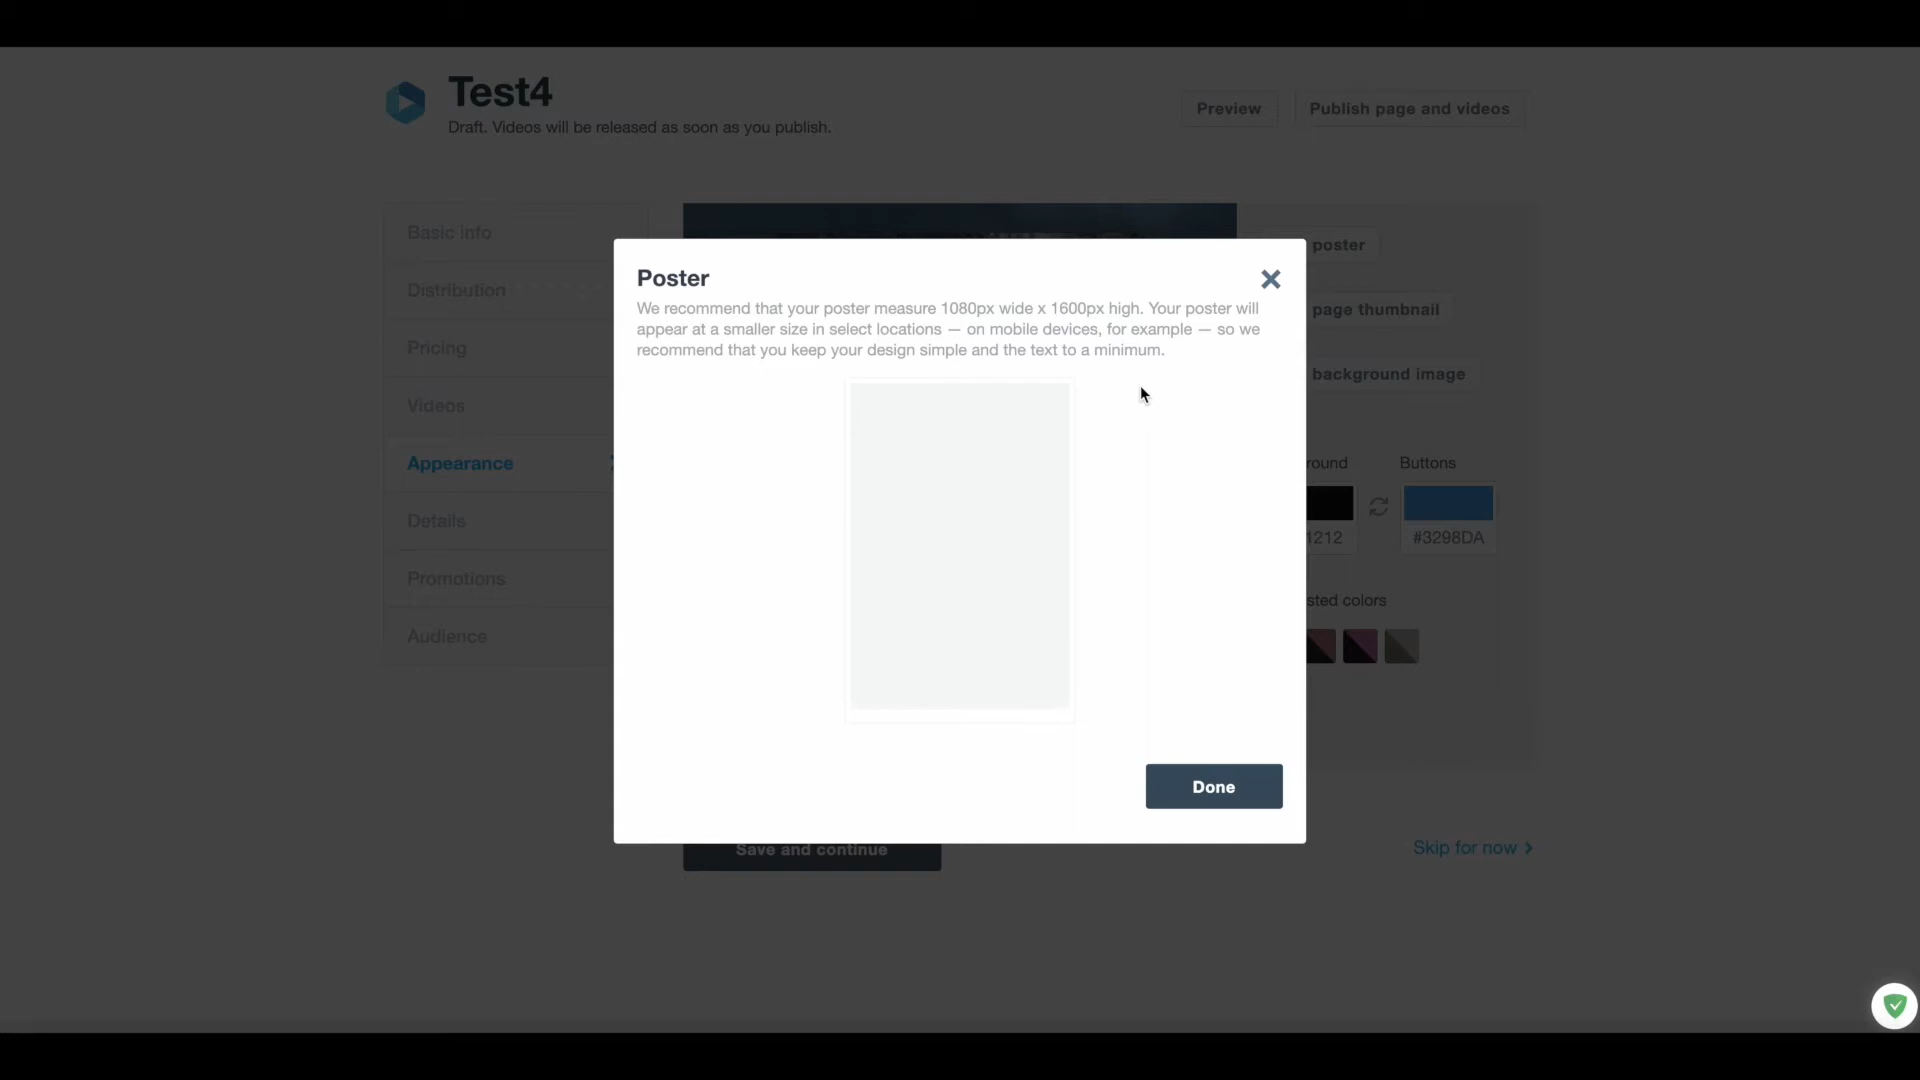 Test4
Draft. Videos will be released as soon as you publish.
Preview
Publish page and videos
Basic info
Distribution
Pricing
Videos
Appearance
Details
Promotions
Audience
Poster
We recommend that your poster measure 1080px wide x 1600px high. Your poster will
appear at a smaller size in select locations — on mobile devices, for example — so we
recommend that you keep your design simple and the text to a minimum.
Done
poster
page thumbnail
background image
round
Buttons
1212
#3298DA
sted colors
Save and continue
Skip for now